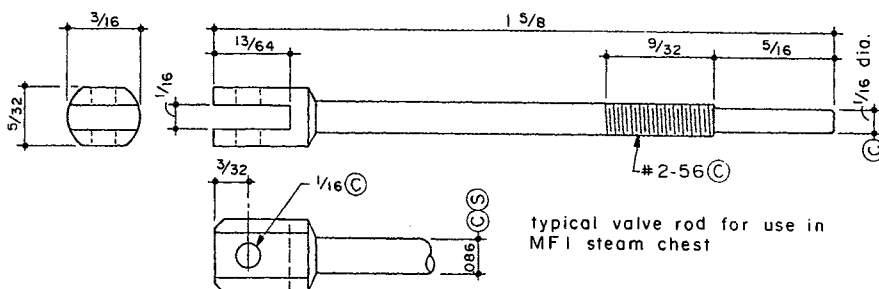 3/16
1 5/8
13/64
9/32
5/16
1/16
5/32
1/16 dia.
C
#2-56 C
3/32
1/16 C
C S
.086
typical valve rod for use in
MF1 steam chest